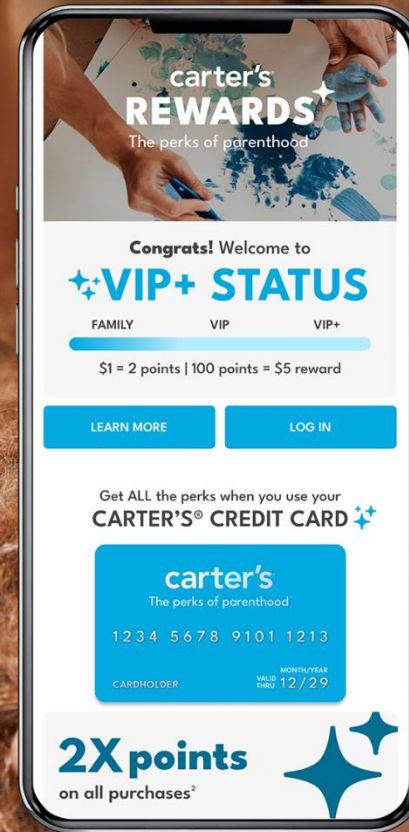 carter's
REWARDS
The perks of parenthood
Congrats! Welcome to
VIP+ STATUS
FAMILY VIP VIP+
$1 = 2 points | 100 points = $5 reward
LEARN MORE LOG IN
Get ALL the perks when you use your
CARTER'S® CREDIT CARD
carter's
The perks of parenthood
1234 5678 9101 1213
MONTH/YEAR
CARDHOLDER VALID THRU 12/29
2X points
on all purchases²